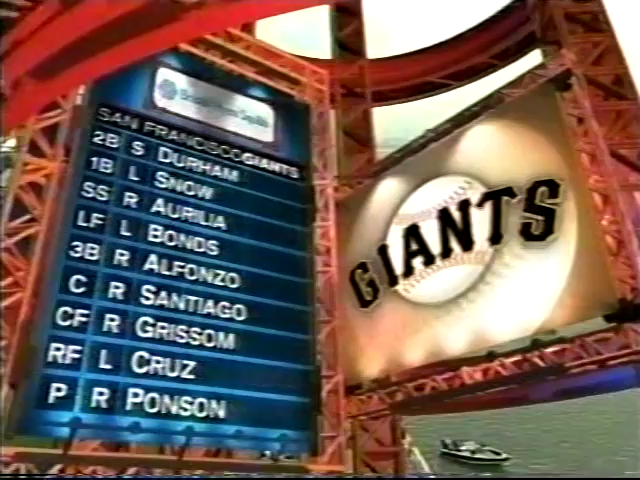 SAN FRANCISCO GIANTS
2B S DURHAM
1B L SNOW
SS R AURILIA
LF L BONDS
3B R ALFONZO
C R SANTIAGO
CF R GRISSOM
RF L CRUZ
P R PONSON
GIANTS